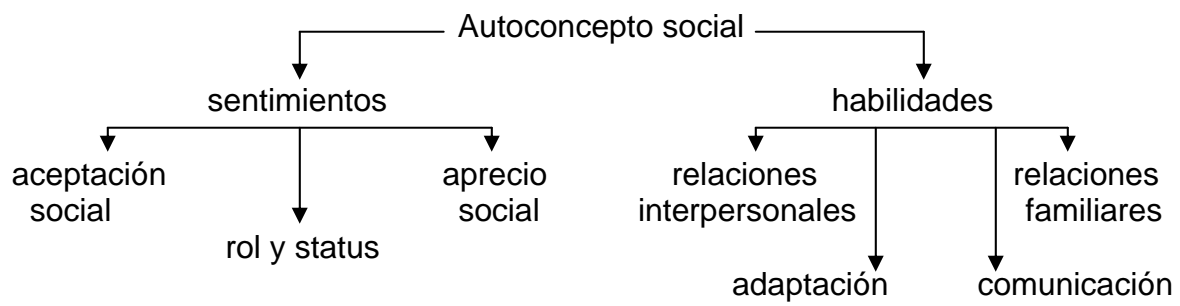 Autoconcepto social
sentimientos
habilidades
aceptación
social
rol y status
aprecio
social
relaciones
interpersonales
adaptación
comunicación
relaciones
familiares